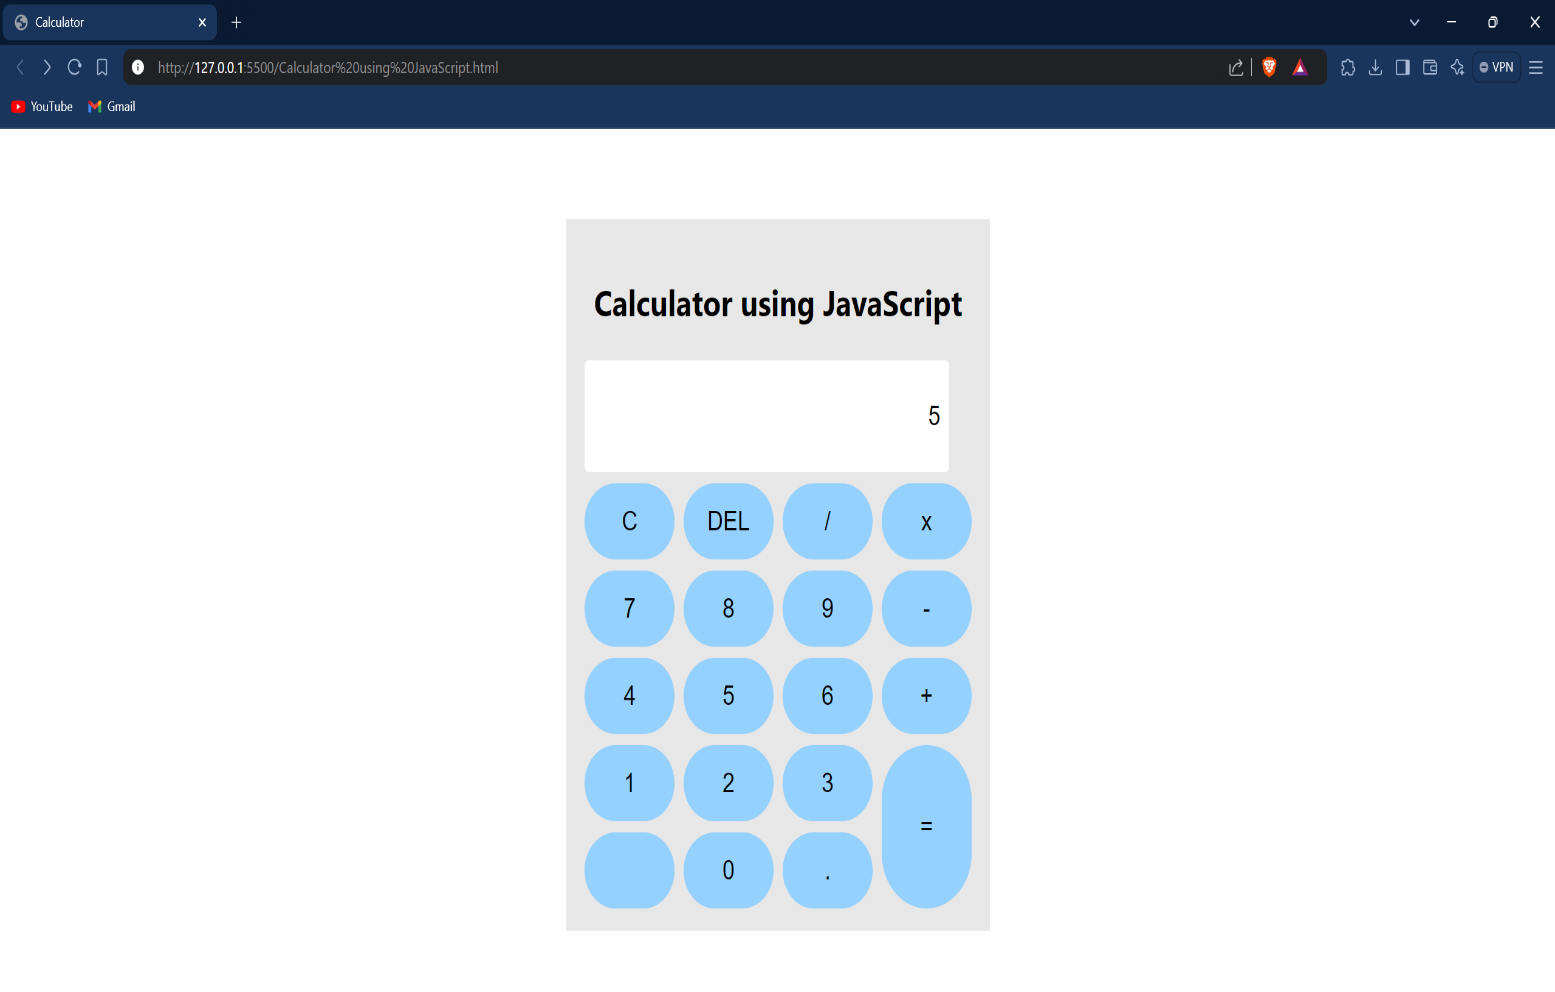 Calculator
http://127.0.0.1:5500/Calculator%20using%20JavaScript.html
VPN
YouTube Gmail
Calculator using JavaScript
5
C DEL / x
7 8 9 -
4 5 6 +
1 2 3
=
0 .